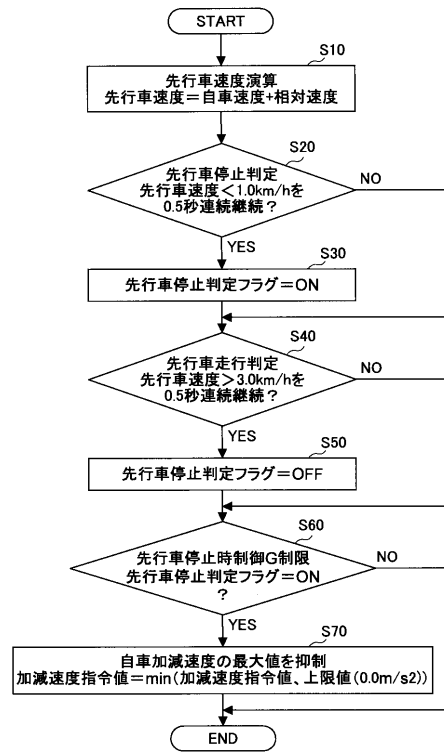 START
S10
先行車速度演算
先行車速度=自車速度+相対速度
S20
先行車停止判定
先行車速度<1.0km/hを
0.5秒連続継続?
NO
YES
S30
先行車停止判定フラグ=ON
S40
先行車走行判定
先行車速度>3.0km/hを
0.5秒連続継続?
NO
YES
S50
先行車停止判定フラグ=OFF
S60
先行車停止時制御G制限
先行車停止判定フラグ=ON
?
NO
YES
S70
自車加減速度の最大値を抑制
加減速度指令値=min(加減速度指令値、上限値(0.0m/s2))
END